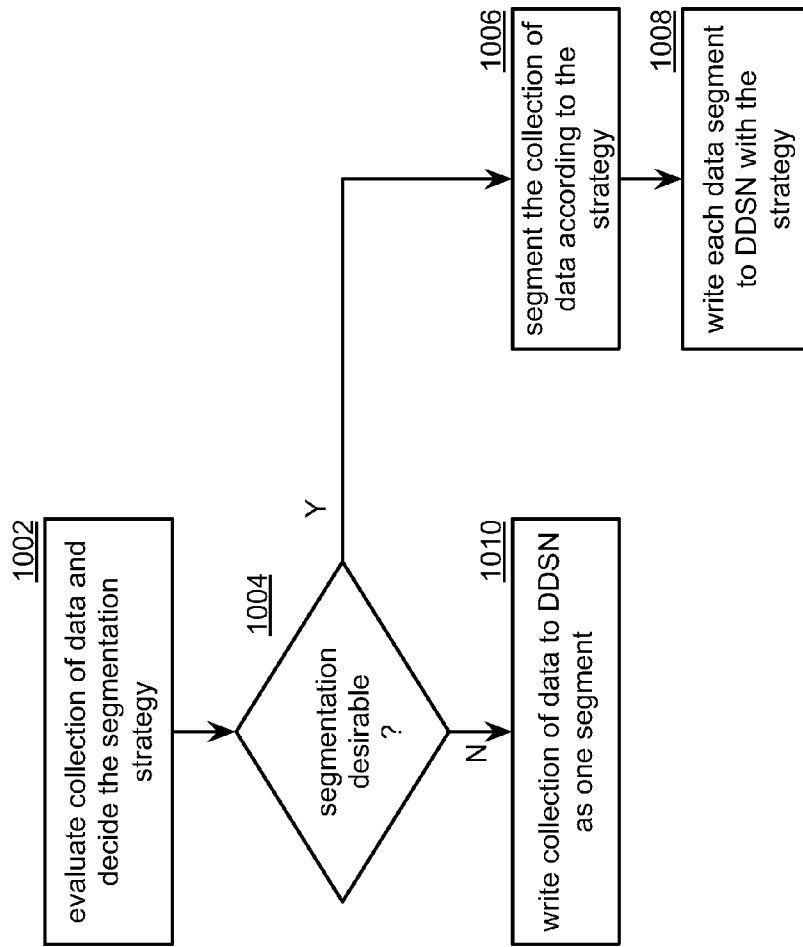 1002
evaluate collection of data and
decide the segmentation
strategy
1004
segmentation
desirable
?
Y
N
1006
segment the collection of
data according to the
strategy
1008
write each data segment
to DDSN with the
strategy
1010
write collection of data to DDSN
as one segment